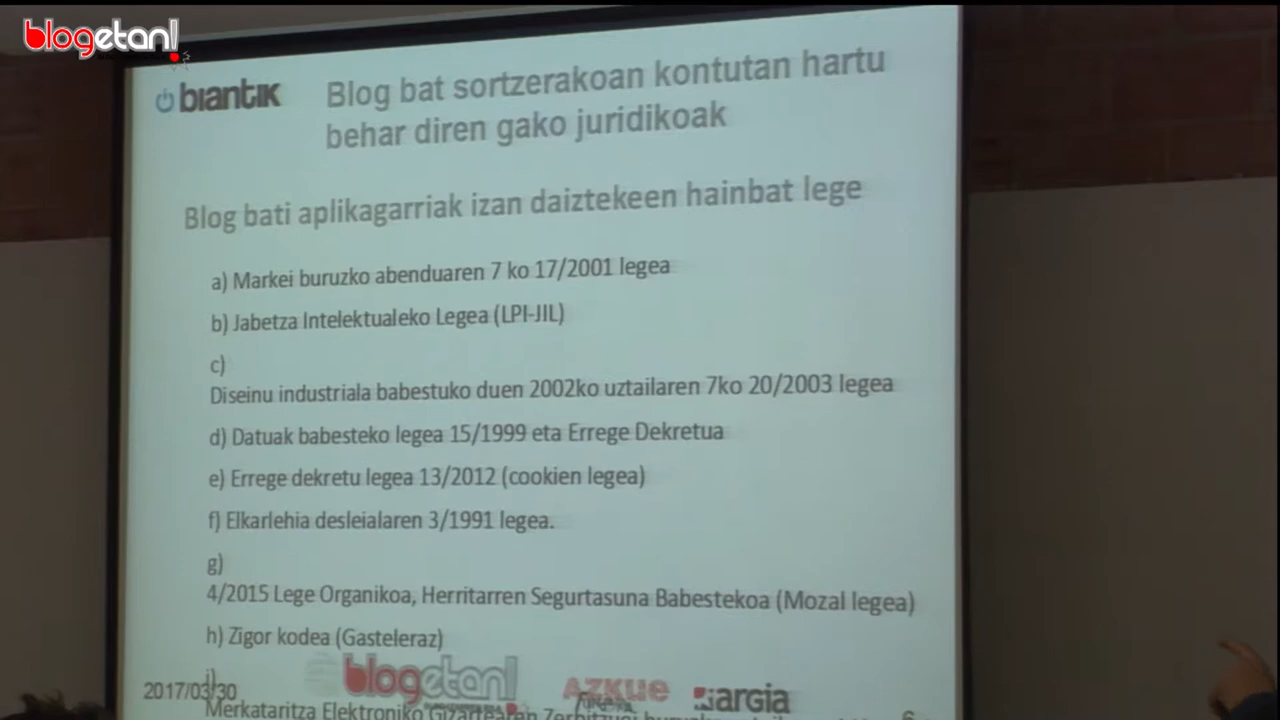 blogetan!
biantik
Blog bat sortzerakoan kontutan hartu
behar diren gako juridikoak
Blog bati aplikagarriak izan daiztekeen hainbat lege
a) Markei buruzko abenduaren 7 ko 17/2001 legea
b) Jabetza Intelektualeko Legea (LPI-JIL)
c)
Diseinu industriala babestuko duen 2002ko uztailaren 7ko 20/2003 legea
d) Datuak babesteko legea 15/1999 eta Errege Dekretua
e) Errege dekretu legea 13/2012 (cookien legea)
f) Elkarlehia desleialaren 3/1991 legea.
g)
4/2015 Lege Organikoa, Herritarren Segurtasuna Babestekoa (Mozal legea)
h) Zigor kodea (Gasteleraz)
i)
2017/03/30
blogetan!
AZKUE
argia
Merkataritza Elektroniko Gizartearen Zerbitzuei
6